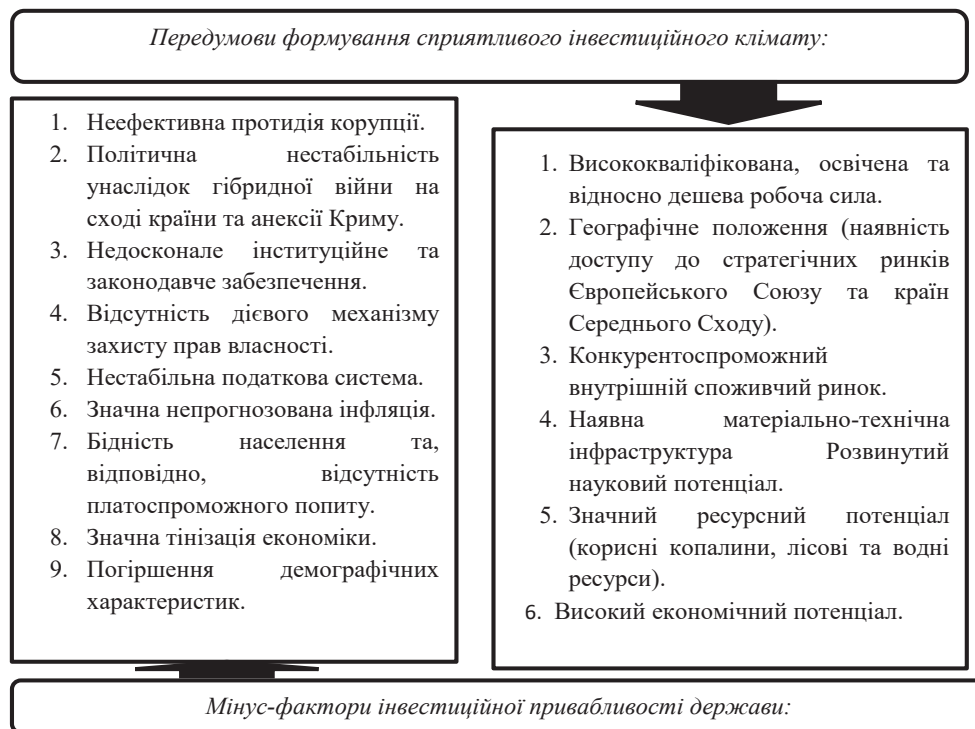 Передумови формування сприятливого інвестиційного клімату:
1. Неефективна протидія корупції.
2. Політична нестабільність
унаслідок гібридної війни на
сході країни та анексії Криму.
3. Недосконале інституційне та
законодавче забезпечення.
4. Відсутність дієвого механізму
захисту прав власності.
5. Нестабільна податкова система.
6. Значна непрогнозована інфляція.
7. Бідність населення та,
відповідно, відсутність
платоспроможного попиту.
8. Значна тінізація економіки.
9. Погіршення демографічних
характеристик.
1. Висококваліфікована, освічена та
відносно дешева робоча сила.
2. Географічне положення (наявність
доступу до стратегічних ринків
Європейського Союзу та країн
Середнього Сходу).
3. Конкурентоспроможний
внутрішній споживчий ринок.
4. Наявна матеріально-технічна
інфраструктура Розвинутий
науковий потенціал.
5. Значний ресурсний потенціал
(корисні копалини, лісові та водні
ресурси).
6. Високий економічний потенціал.
Мінус-фактори інвестиційної привабливості держави: